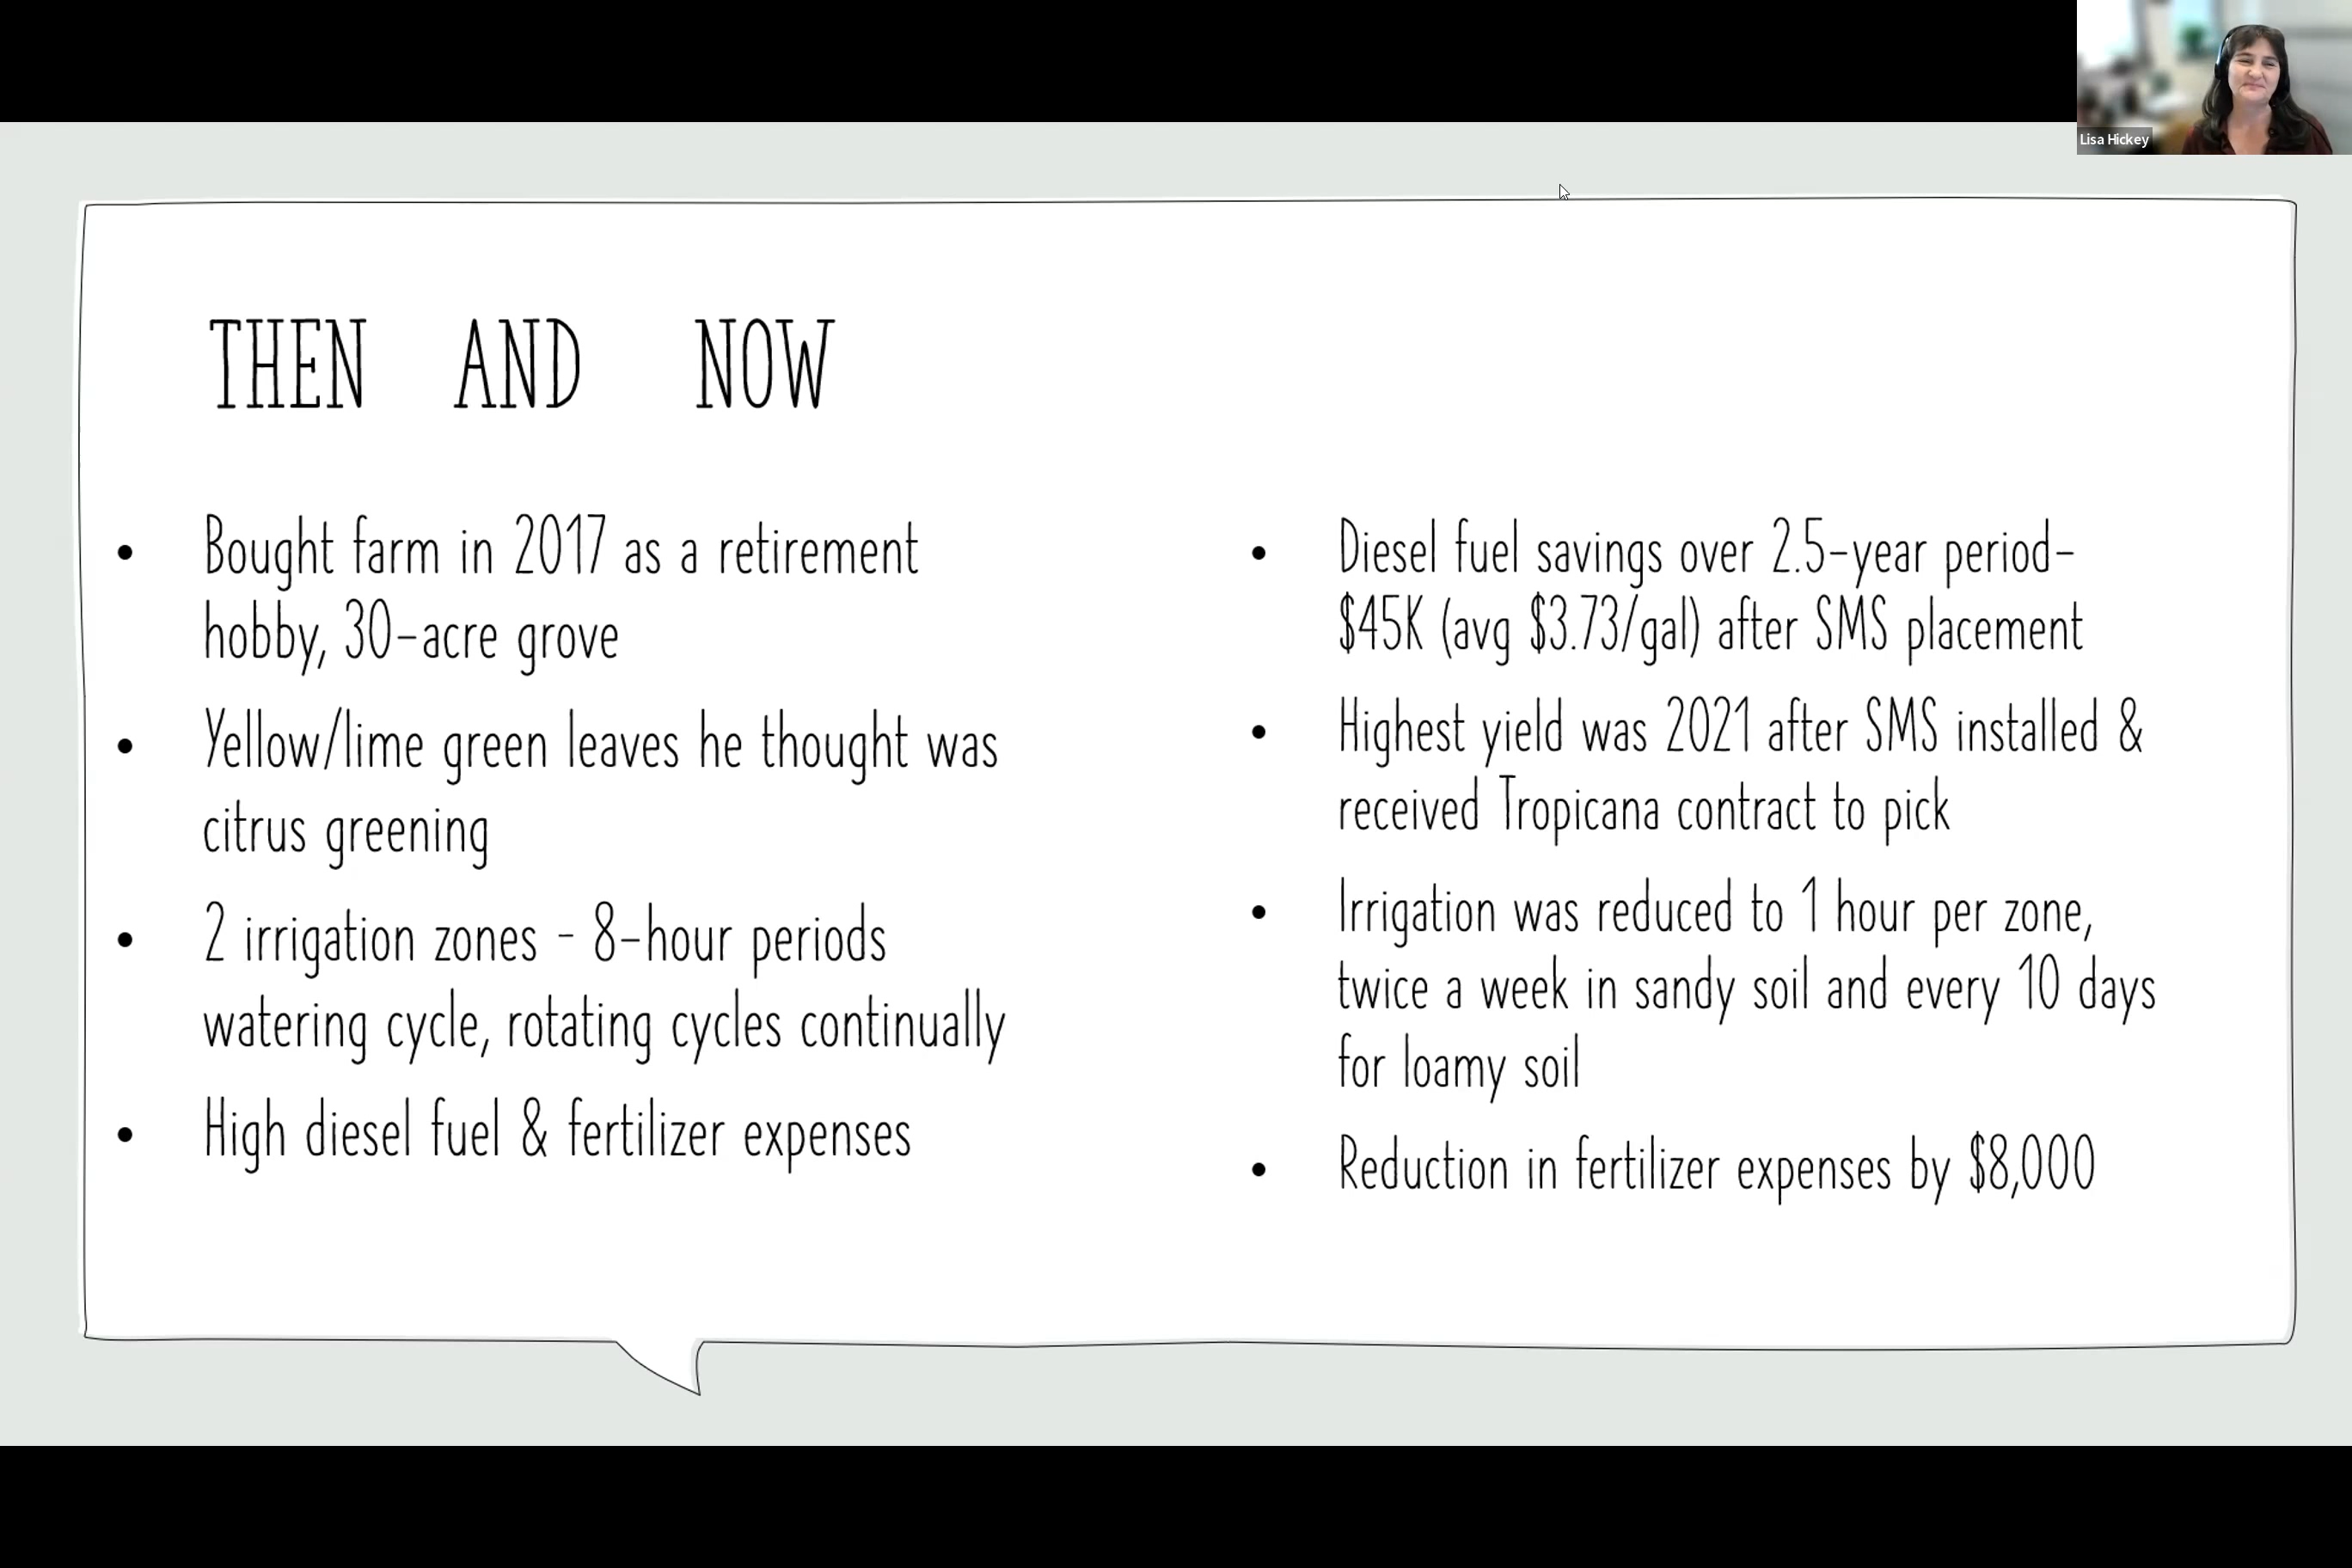 Lisa Hickey
THEN AND NOW
• Bought farm in 2017 as a retirement
hobby, 30-acre grove
• Yellow/lime green leaves he thought was
citrus greening
• 2 irrigation zones - 8-hour periods
watering cycle, rotating cycles continually
• High diesel fuel & fertilizer expenses
• Diesel fuel savings over 2.5-year period-
$45K (avg $3.73/gal) after SMS placement
• Highest yield was 2021 after SMS installed &
received Tropicana contract to pick
• Irrigation was reduced to 1 hour per zone,
twice a week in sandy soil and every 10 days
for loamy soil
• Reduction in fertilizer expenses by $8,000